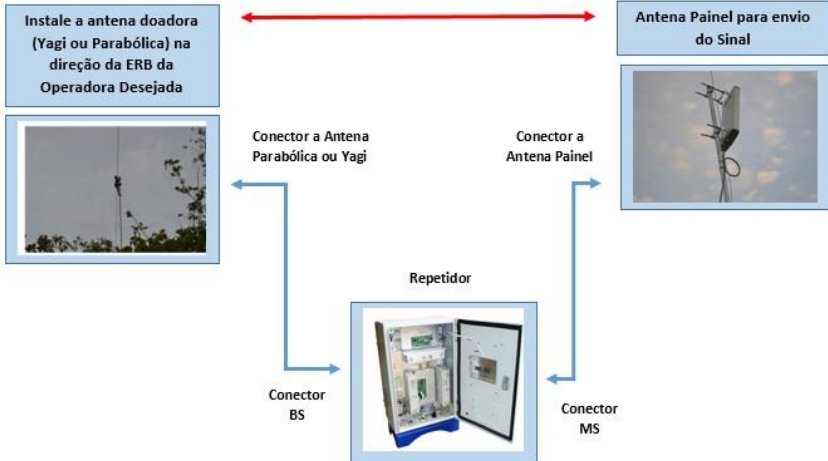 Instale a antena doadora
(Yagi ou Parabólica) na
direção da ERB da
Operadora Desejada
Antena Painel para envio
do Sinal
Conector a Antena
Parabólica ou Yagi
Conector a
Antena Painel
Repetidor
Conector
BS
Conector
MS